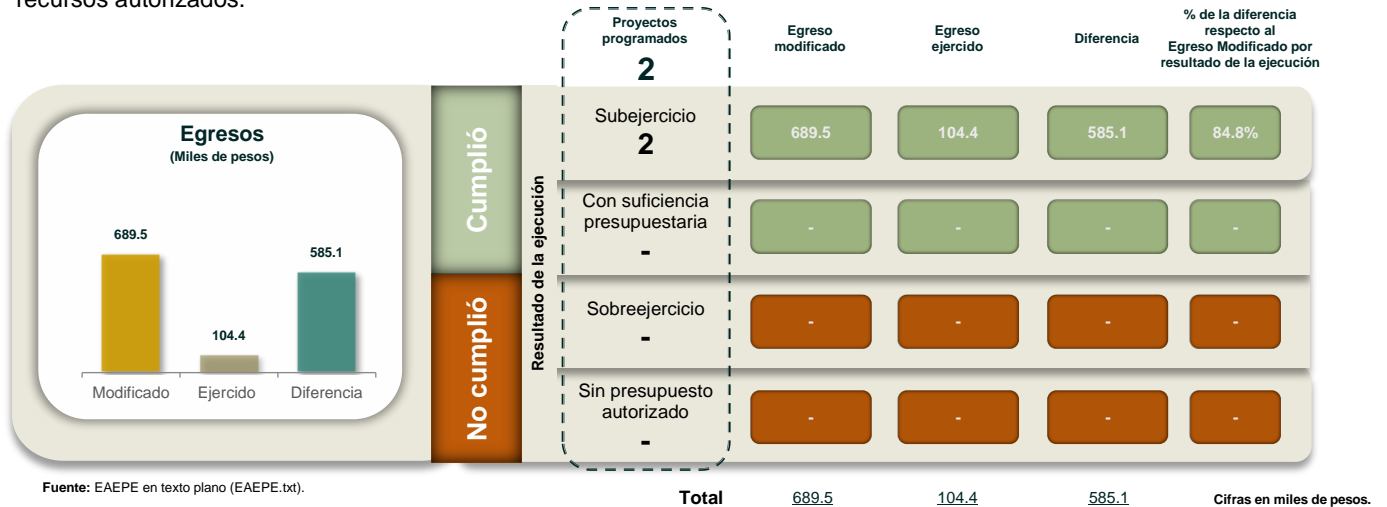 recursos autorizados.
Proyectos
programados
2
Egreso
modificado
Egreso
ejercido
Diferencia
% de la diferencia
respecto al
Egreso Modificado por
resultado de la ejecución
Egresos
(Miles de pesos)
689.5
104.4
585.1
Modificado
Ejercido
Diferencia
Cumplió
No cumplió
Resultado de la ejecución
Subejercicio
2
689.5
104.4
585.1
84.8%
Con suficiencia
presupuestaria
-
-
-
-
-
Sobreejercicio
-
-
-
-
-
Sin presupuesto
autorizado
-
-
-
-
-
Fuente: EAEPE en texto plano (EAEPE.txt).
Total 689.5 104.4 585.1
Cifras en miles de pesos.